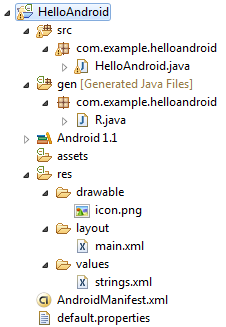 HelloAndroid
src
com.example.helloandroid
HelloAndroid.java
gen [Generated Java Files]
com.example.helloandroid
R.java
Android 1.1
assets
res
drawable
icon.png
layout
main.xml
values
strings.xml
AndroidManifest.xml
default.properties